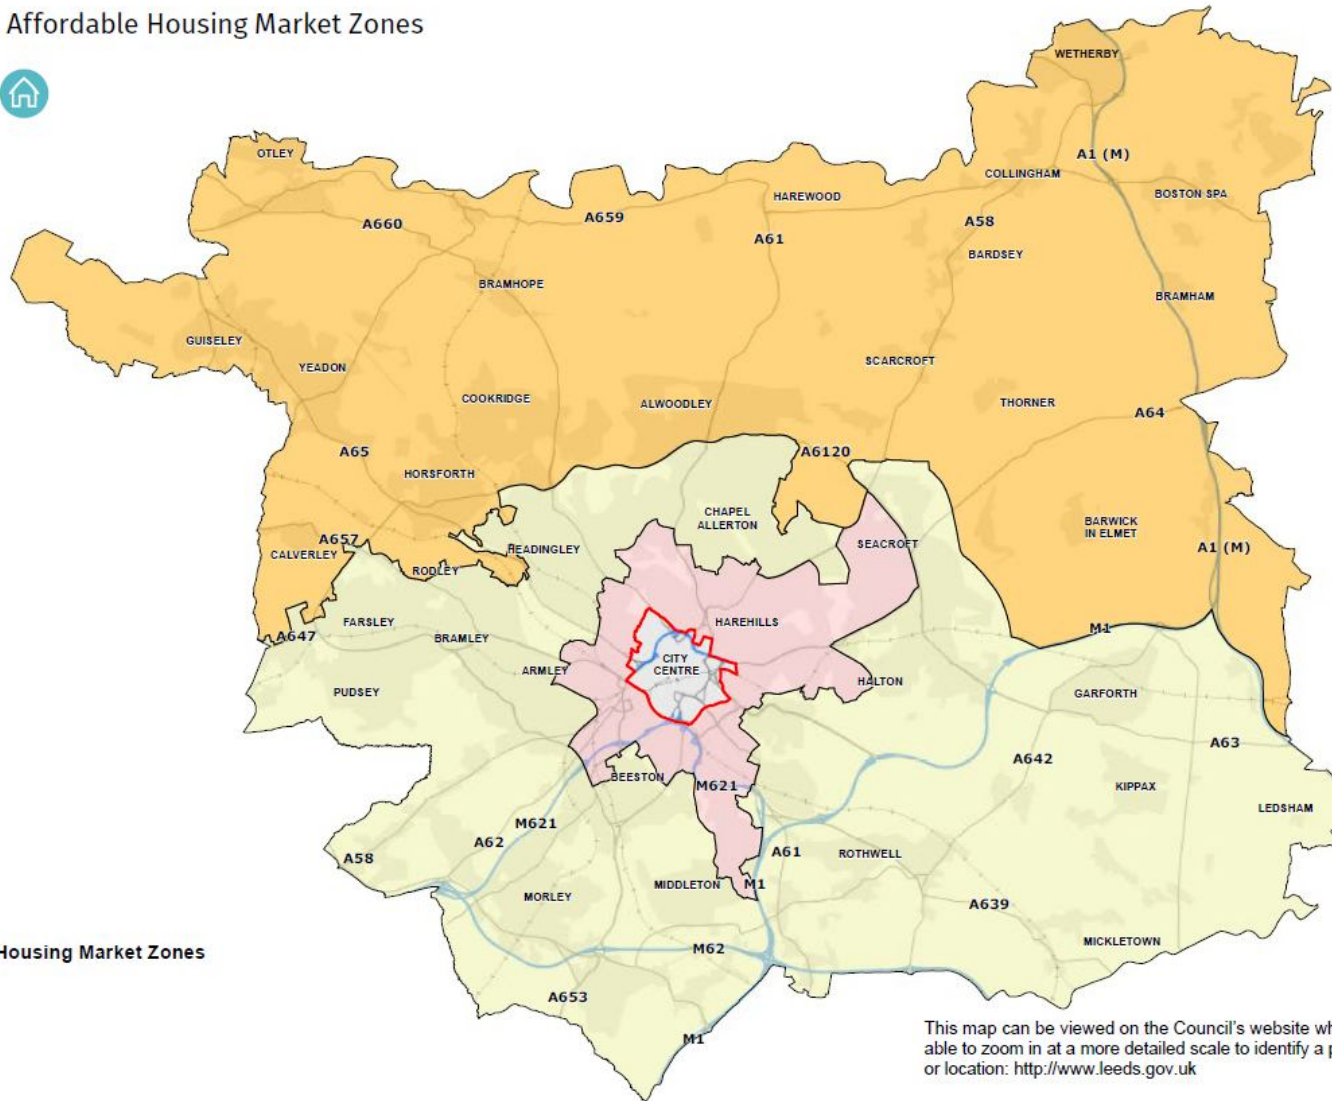 Affordable Housing Market Zones
WETHERBY
OTLEY
A1 (M)
COLLINGHAM
HAREWOOD
BOSTON SPA
A660
A659
A58
A61
BARDSEY
BRAMHOPE
BRAMHAM
GUISELEY
SCARCROFT
YEADON
COOKRIDGE
ALWOODLEY
THORNER
A64
A65
A6120
HORSFORTH
CHAPEL
ALLERTON
BARWICK
IN ELMET
A657
SEACROFT
A1 (M)
CALVERLEY
HEADINGLEY
RODLEY
FARSLEY
HAREHILLS
A647
BRAMLEY
M1
CITY
CENTRE
ARMLEY
HALTON
PUDSEY
GARFORTH
A63
A642
BEESTON
M621
KIPPAX
LEDSHAM
M621
A62
A61
ROTHWELL
A58
MIDDLETON
M1
MORLEY
A639
MICKLETOWN
M62
Housing Market Zones
A653
M1
This map can be viewed on the Council's website wh
able to zoom in at a more detailed scale to identify a p
or location: http://www.leeds.gov.uk